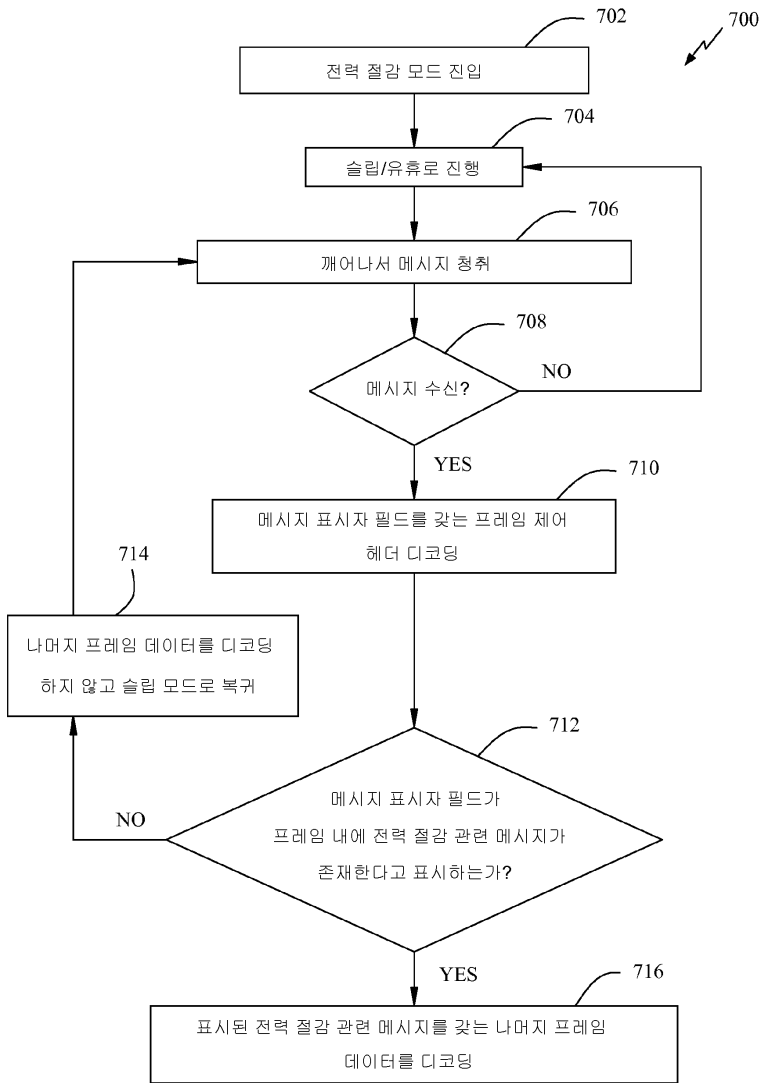 702
700
전력 절감 모드 진입
704
슬립/유휴로 진행
706
깨어나서 메시지 청취
708
메시지 수신?
NO
YES
710
메시지 표시자 필드를 갖는 프레임 제어
헤더 디코딩
714
나머지 프레임 데이터를 디코딩
하지 않고 슬립 모드로 복귀
712
메시지 표시자 필드가
프레임 내에 전력 절감 관련 메시지가
존재한다고 표시하는가?
NO
YES
716
표시된 전력 절감 관련 메시지를 갖는 나머지 프레임
데이터를 디코딩